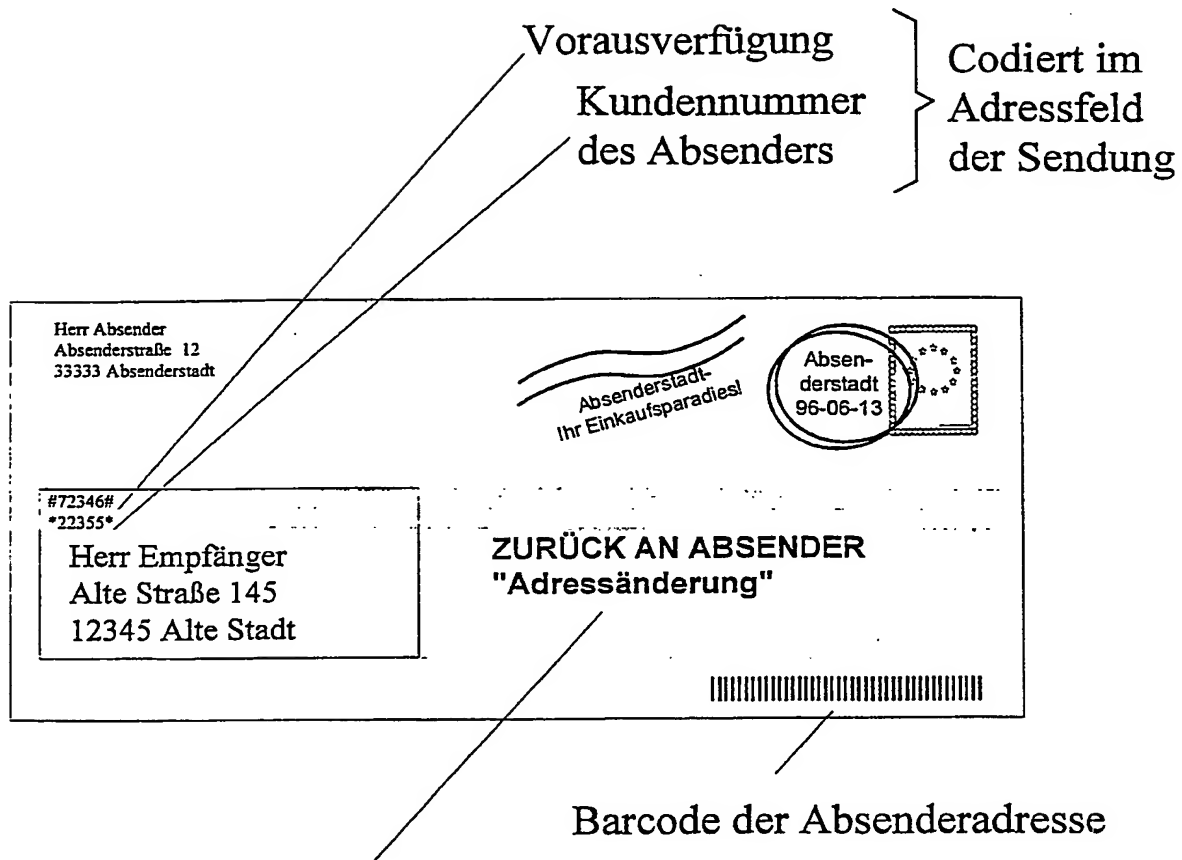 Vorausverfügung
Kundennummer
des Absenders
Codiert im
Adressfeld
der Sendung
Herr Absender
Absenderstraße 12
33333 Absenderstadt
Absenderstadt-
Ihr Einkaufsparadies!
Absen-
derstadt
96-06-13
#72346#
*22355*
Herr Empfänger
Alte Straße 145
12345 Alte Stadt
ZURÜCK AN ABSENDER
"Adressänderung"
Barcode der Absenderadresse